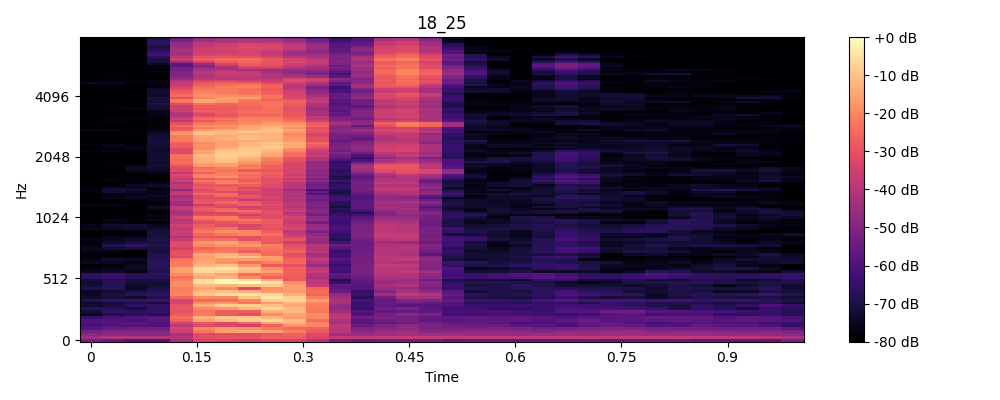 18_25
+0 dB
4096
-10 dB
-20 dB
2048
-30 dB
Hz
-40 dB
1024
-50 dB
512
-60 dB
-70 dB
0
-80 dB
0 0.15 0.3 0.45 0.6 0.75 0.9
Time